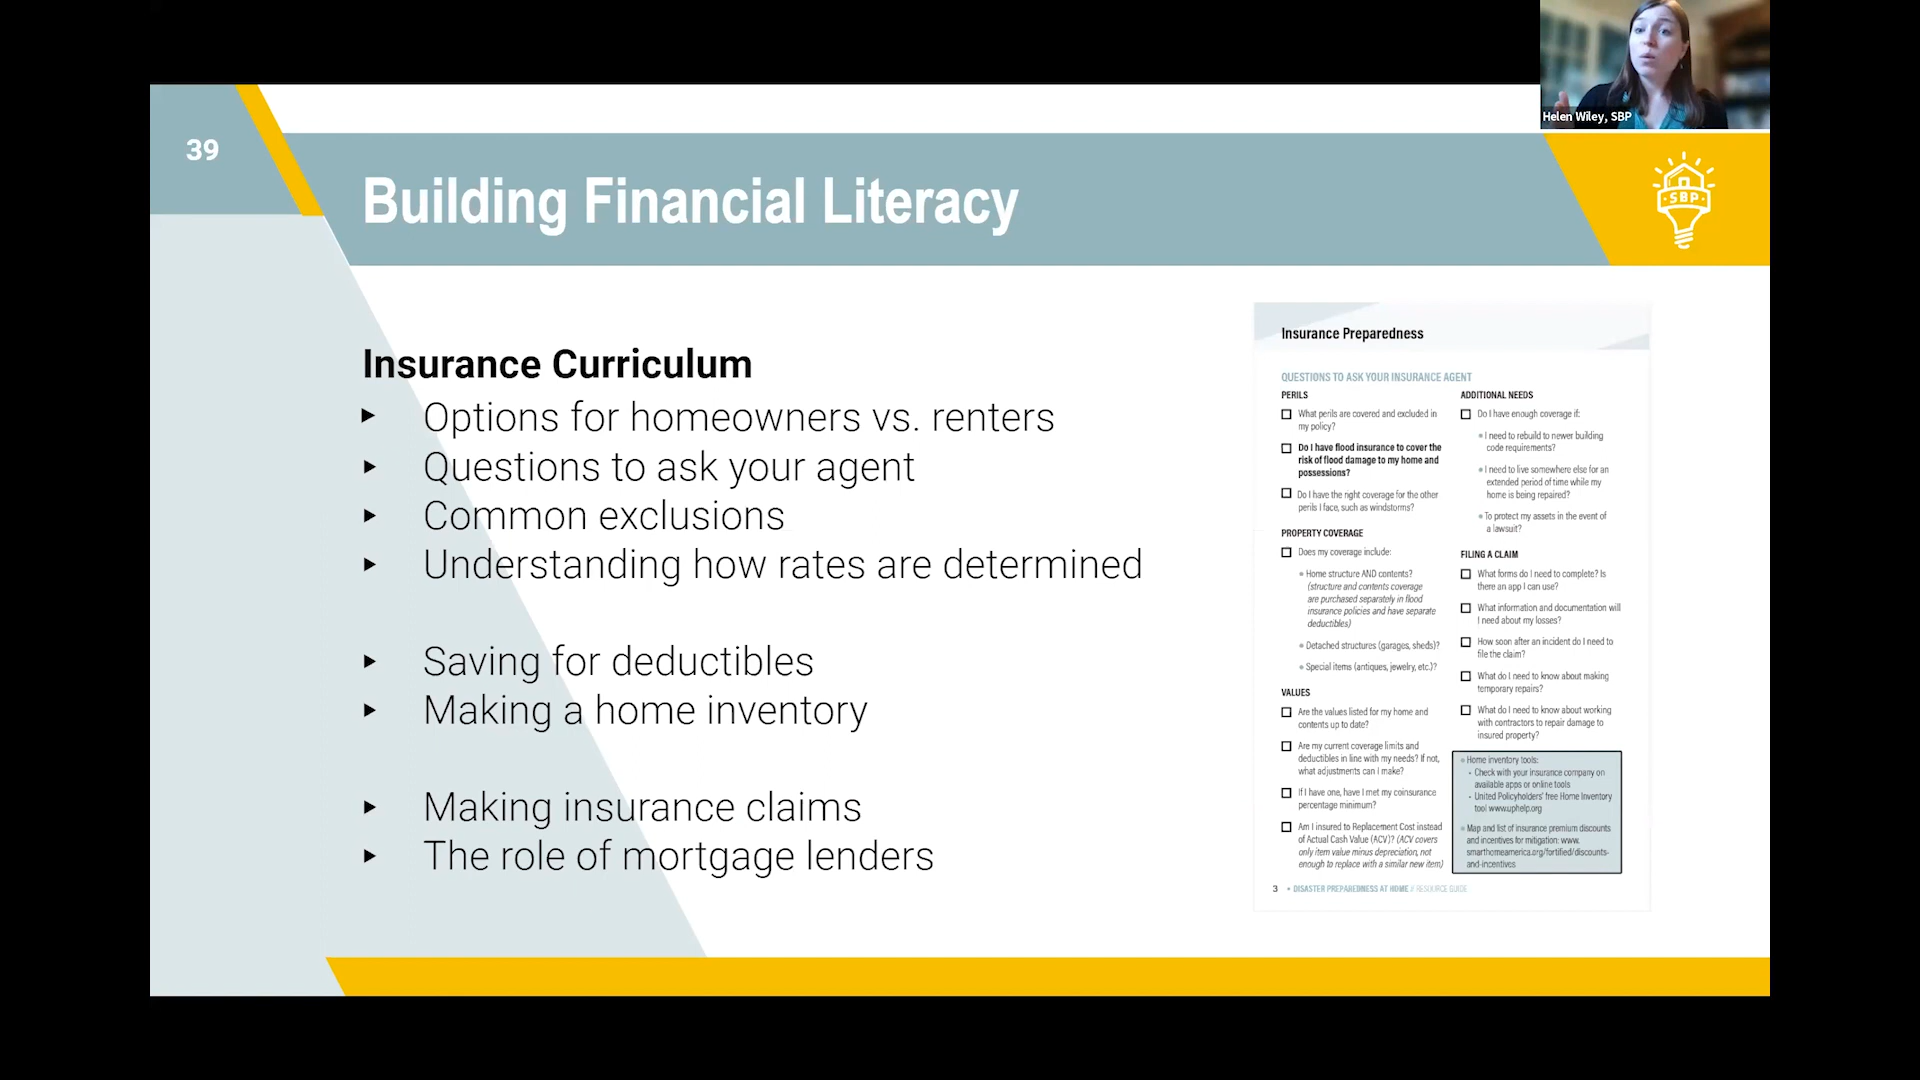 Helen Wiley, SBP
39
Building Financial Literacy
SBP
Insurance Curriculum
Options for homeowners vs. renters
Questions to ask your agent
Common exclusions
Understanding how rates are determined
Saving for deductibles
Making a home inventory
Making insurance claims
The role of mortgage lenders
Insurance Preparedness
QUESTIONS TO ASK YOUR INSURANCE AGENT
PERILS
What perils are covered and excluded in
my policy?
Do I have flood insurance to cover the
risk of flood damage to my home and
possessions?
Do I have the right coverage for the other
perils I face, such as windstorms?
PROPERTY COVERAGE
Does my coverage include:
Home structure AND contents?
(structure and contents coverage
are purchased separately in flood
insurance policies and have separate
deductibles)
Detached structures (garages, sheds)?
Special items (antiques, jewelry, etc.)?
VALUES
Are the values listed for my home and
contents up to date?
Are my current coverage limits and
deductibles in line with my needs? If not,
what adjustments can I make?
If I have one, have I met my coinsurance
percentage minimum?
Am I insured to Replacement Cost instead
of Actual Cash Value (ACV)? (ACV covers
only item value minus depreciation, not
enough to replace with a similar new item)
ADDITIONAL NEEDS
Do I have enough coverage if:
I need to rebuild to newer building
code requirements?
I need to live somewhere else for an
extended period of time while my
home is being repaired?
To protect my assets in the event of
a lawsuit?
FILING A CLAIM
What forms do I need to complete? Is
there an app I can use?
What information and documentation will
I need about my losses?
How soon after an incident do I need to
file the claim?
What do I need to know about making
temporary repairs?
What do I need to know about working
with contractors to repair damage to
insured property?
Home inventory tools:
- Check with your insurance company on
available apps or online tools
- United Policyholders' free Home Inventory
tool www.uphelp.org
Map and list of insurance premium discounts
and incentives for mitigation: www.
smarthomeamerica.org/fortified/discounts-
and-incentives
3 • DISASTER PREPAREDNESS AT HOME // RESOURCE GUIDE